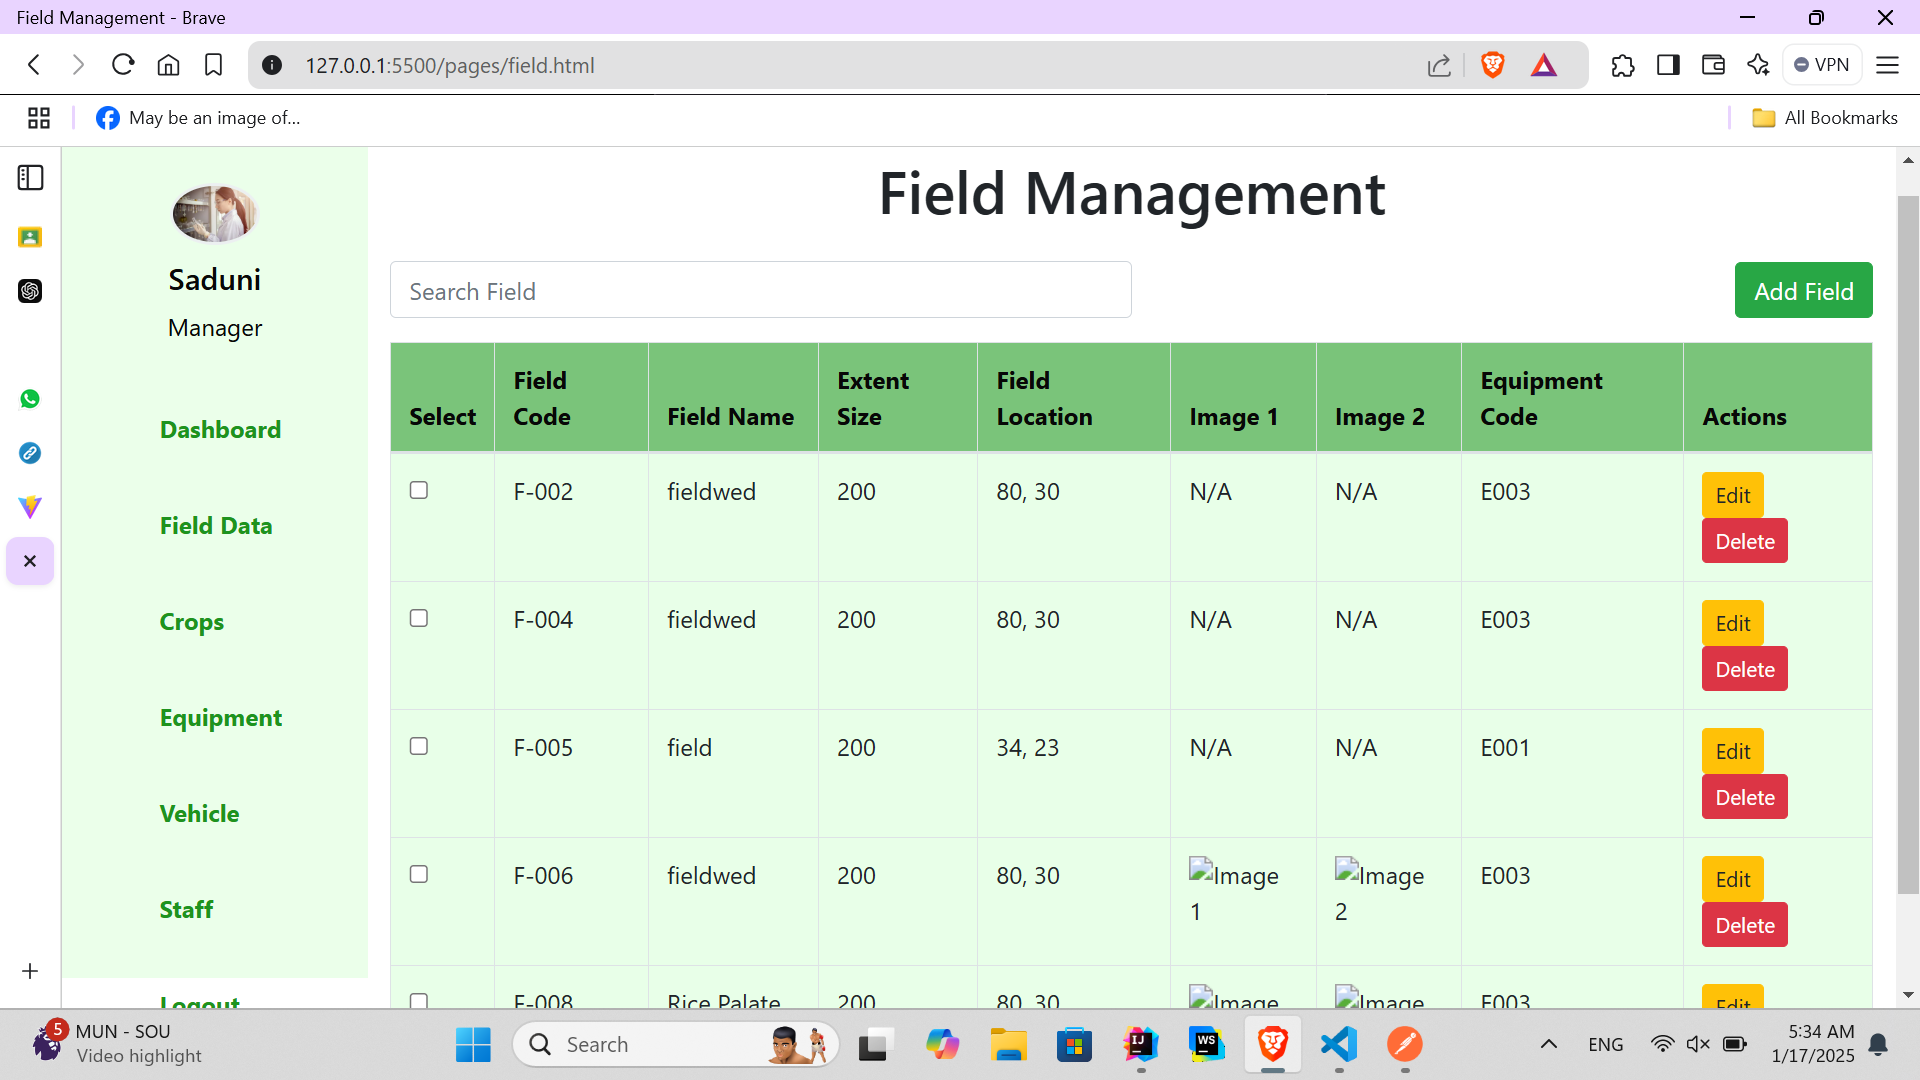 Field Management - Brave
127.0.0.1:5500/pages/field.html
VPN
May be an image of...
All Bookmarks
Saduni
Manager
Dashboard
Field Data
Crops
Equipment
Vehicle
Staff
Logout
Field Management
Search Field
Add Field
Select
Field Code
Field Name
Extent Size
Field Location
Image 1
Image 2
Equipment Code
Actions
F-002 fieldwed 200 80, 30 N/A N/A E003 Edit Delete
F-004 fieldwed 200 80, 30 N/A N/A E003 Edit Delete
F-005 field 200 34, 23 N/A N/A E001 Edit Delete
F-006 fieldwed 200 80, 30 Image 1 Image 2 E003 Edit Delete
F-008 Rice Palate 200 80, 30 Image Image E003 Edit
5
MUN - SOU
Video highlight
Search
IJ
WS
ENG
5:34 AM
1/17/2025